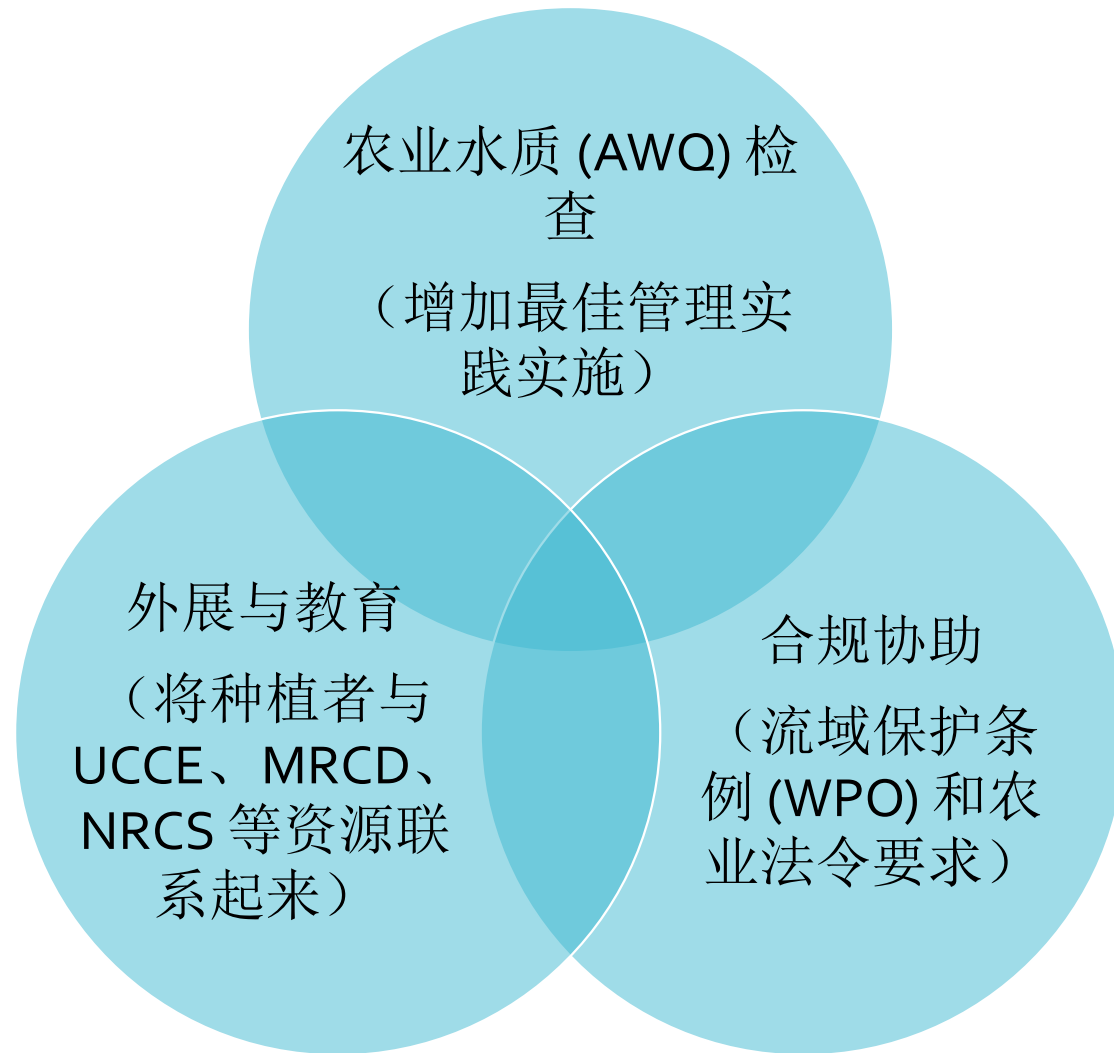 农业水质 (AWQ) 检
查
（增加最佳管理实
践实施）
外展与教育
（将种植者与
UCCE、MRCD、
NRCS 等资源联
系起来）
合规协助
（流域保护条
例 (WPO) 和农
业法令要求）